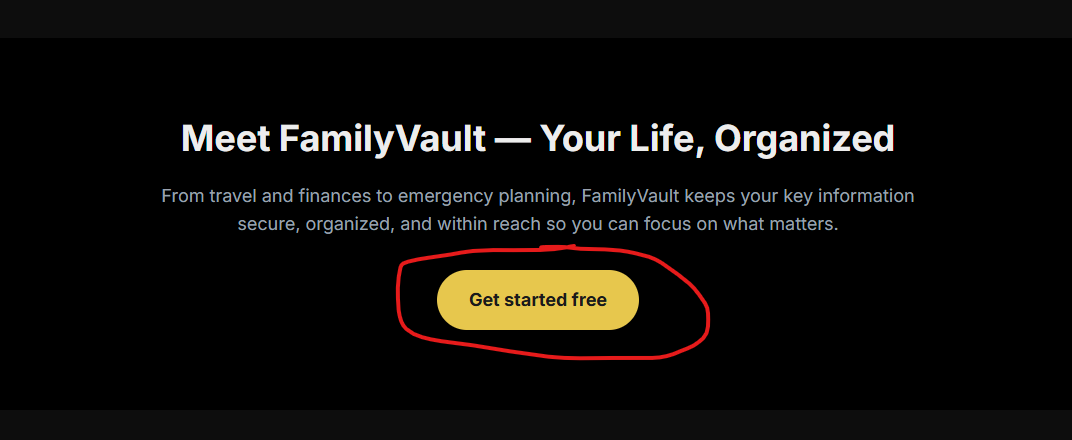 Meet FamilyVault — Your Life, Organized
From travel and finances to emergency planning, FamilyVault keeps your key information
secure, organized, and within reach so you can focus on what matters.
Get started free